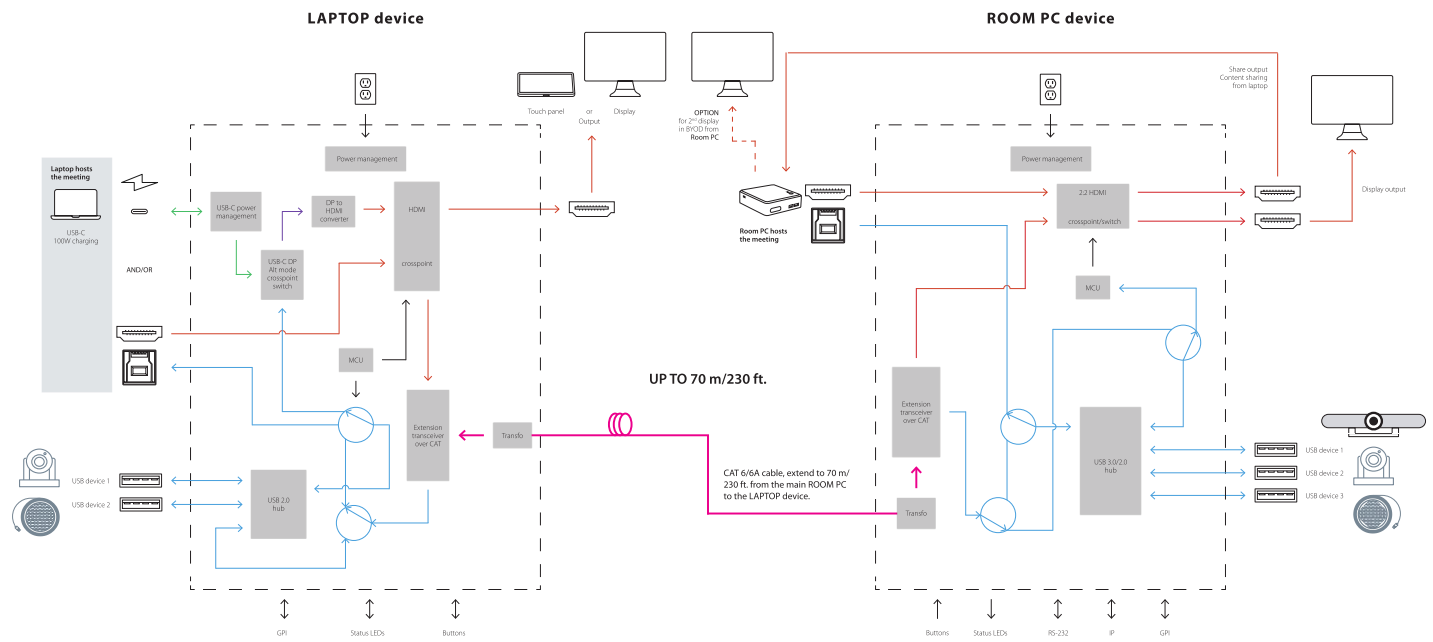 LAPTOP device
ROOM PC device
Touch panel
or
Output
Display
OPTION
for 2ND display
in BYOD from
Room PC
Share output
Content sharing
from laptop
Power management
Power management
Laptop hosts
the meeting
USB-C
100W charging
AND/OR
USB-C power
management
DP to
HDMI
converter
HDMI
crosspoint
USB-C DP
Alt mode
crosspoint
switch
Room PC hosts
the meeting
2:2 HDMI
crosspoint/switch
Display output
MCU
MCU
UP TO 70 m/230 ft.
Extension
transceiver
over CAT
Transfo
Extension
transceiver
over CAT
CAT 6/6A cable, extend to 70 m/
230 ft. from the main ROOM PC
to the LAPTOP device.
Transfo
USB device 1
USB device 2
USB 2.0
hub
USB 3.0/2.0
hub
USB device 1
USB device 2
USB device 3
GPI
Status LEDs
Buttons
Buttons
Status LEDs
RS-232
IP
GPI